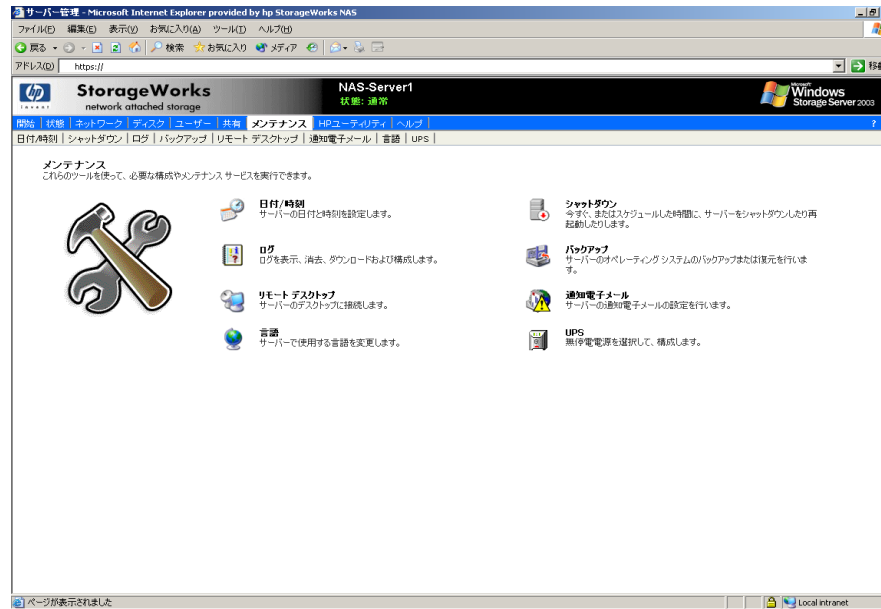 サーバー管理 - Microsoft Internet Explorer provided by hp StorageWorks NAS
ファイル(F) 編集(E) 表示(V) お気に入り(A) ツール(T) ヘルプ(H)
戻る 検索 お気に入り メディア
アドレス(D) https://
hp
invent
StorageWorks
network attached storage
NAS-Server1
状態: 通常
Microsoft
Windows
Storage Server 2003
開始 | 状態 | ネットワーク | ディスク | ユーザー | 共有 | メンテナンス | HPユーティリティ | ヘルプ | ?
日付/時刻 | シャットダウン | ログ | バックアップ | リモート デスクトップ | 通知電子メール | 言語 | UPS |
メンテナンス
これらのツールを使って、必要な構成やメンテナンス サービスを実行できます。
日付/時刻
サーバーの日付と時刻を設定します。
シャットダウン
今すぐ、またはスケジュールした時間に、サーバーをシャットダウンしたり再
起動したりします。
ログ
ログを表示、消去、ダウンロードおよび構成します。
バックアップ
サーバーのオペレーティング システムのバックアップまたは復元を行いま
す。
リモート デスクトップ
サーバーのデスクトップに接続します。
通知電子メール
サーバーの通知電子メールの設定を行います。
言語
サーバーで使用する言語を変更します。
UPS
無停電電源を選択して、構成します。
ページが表示されました
Local intranet